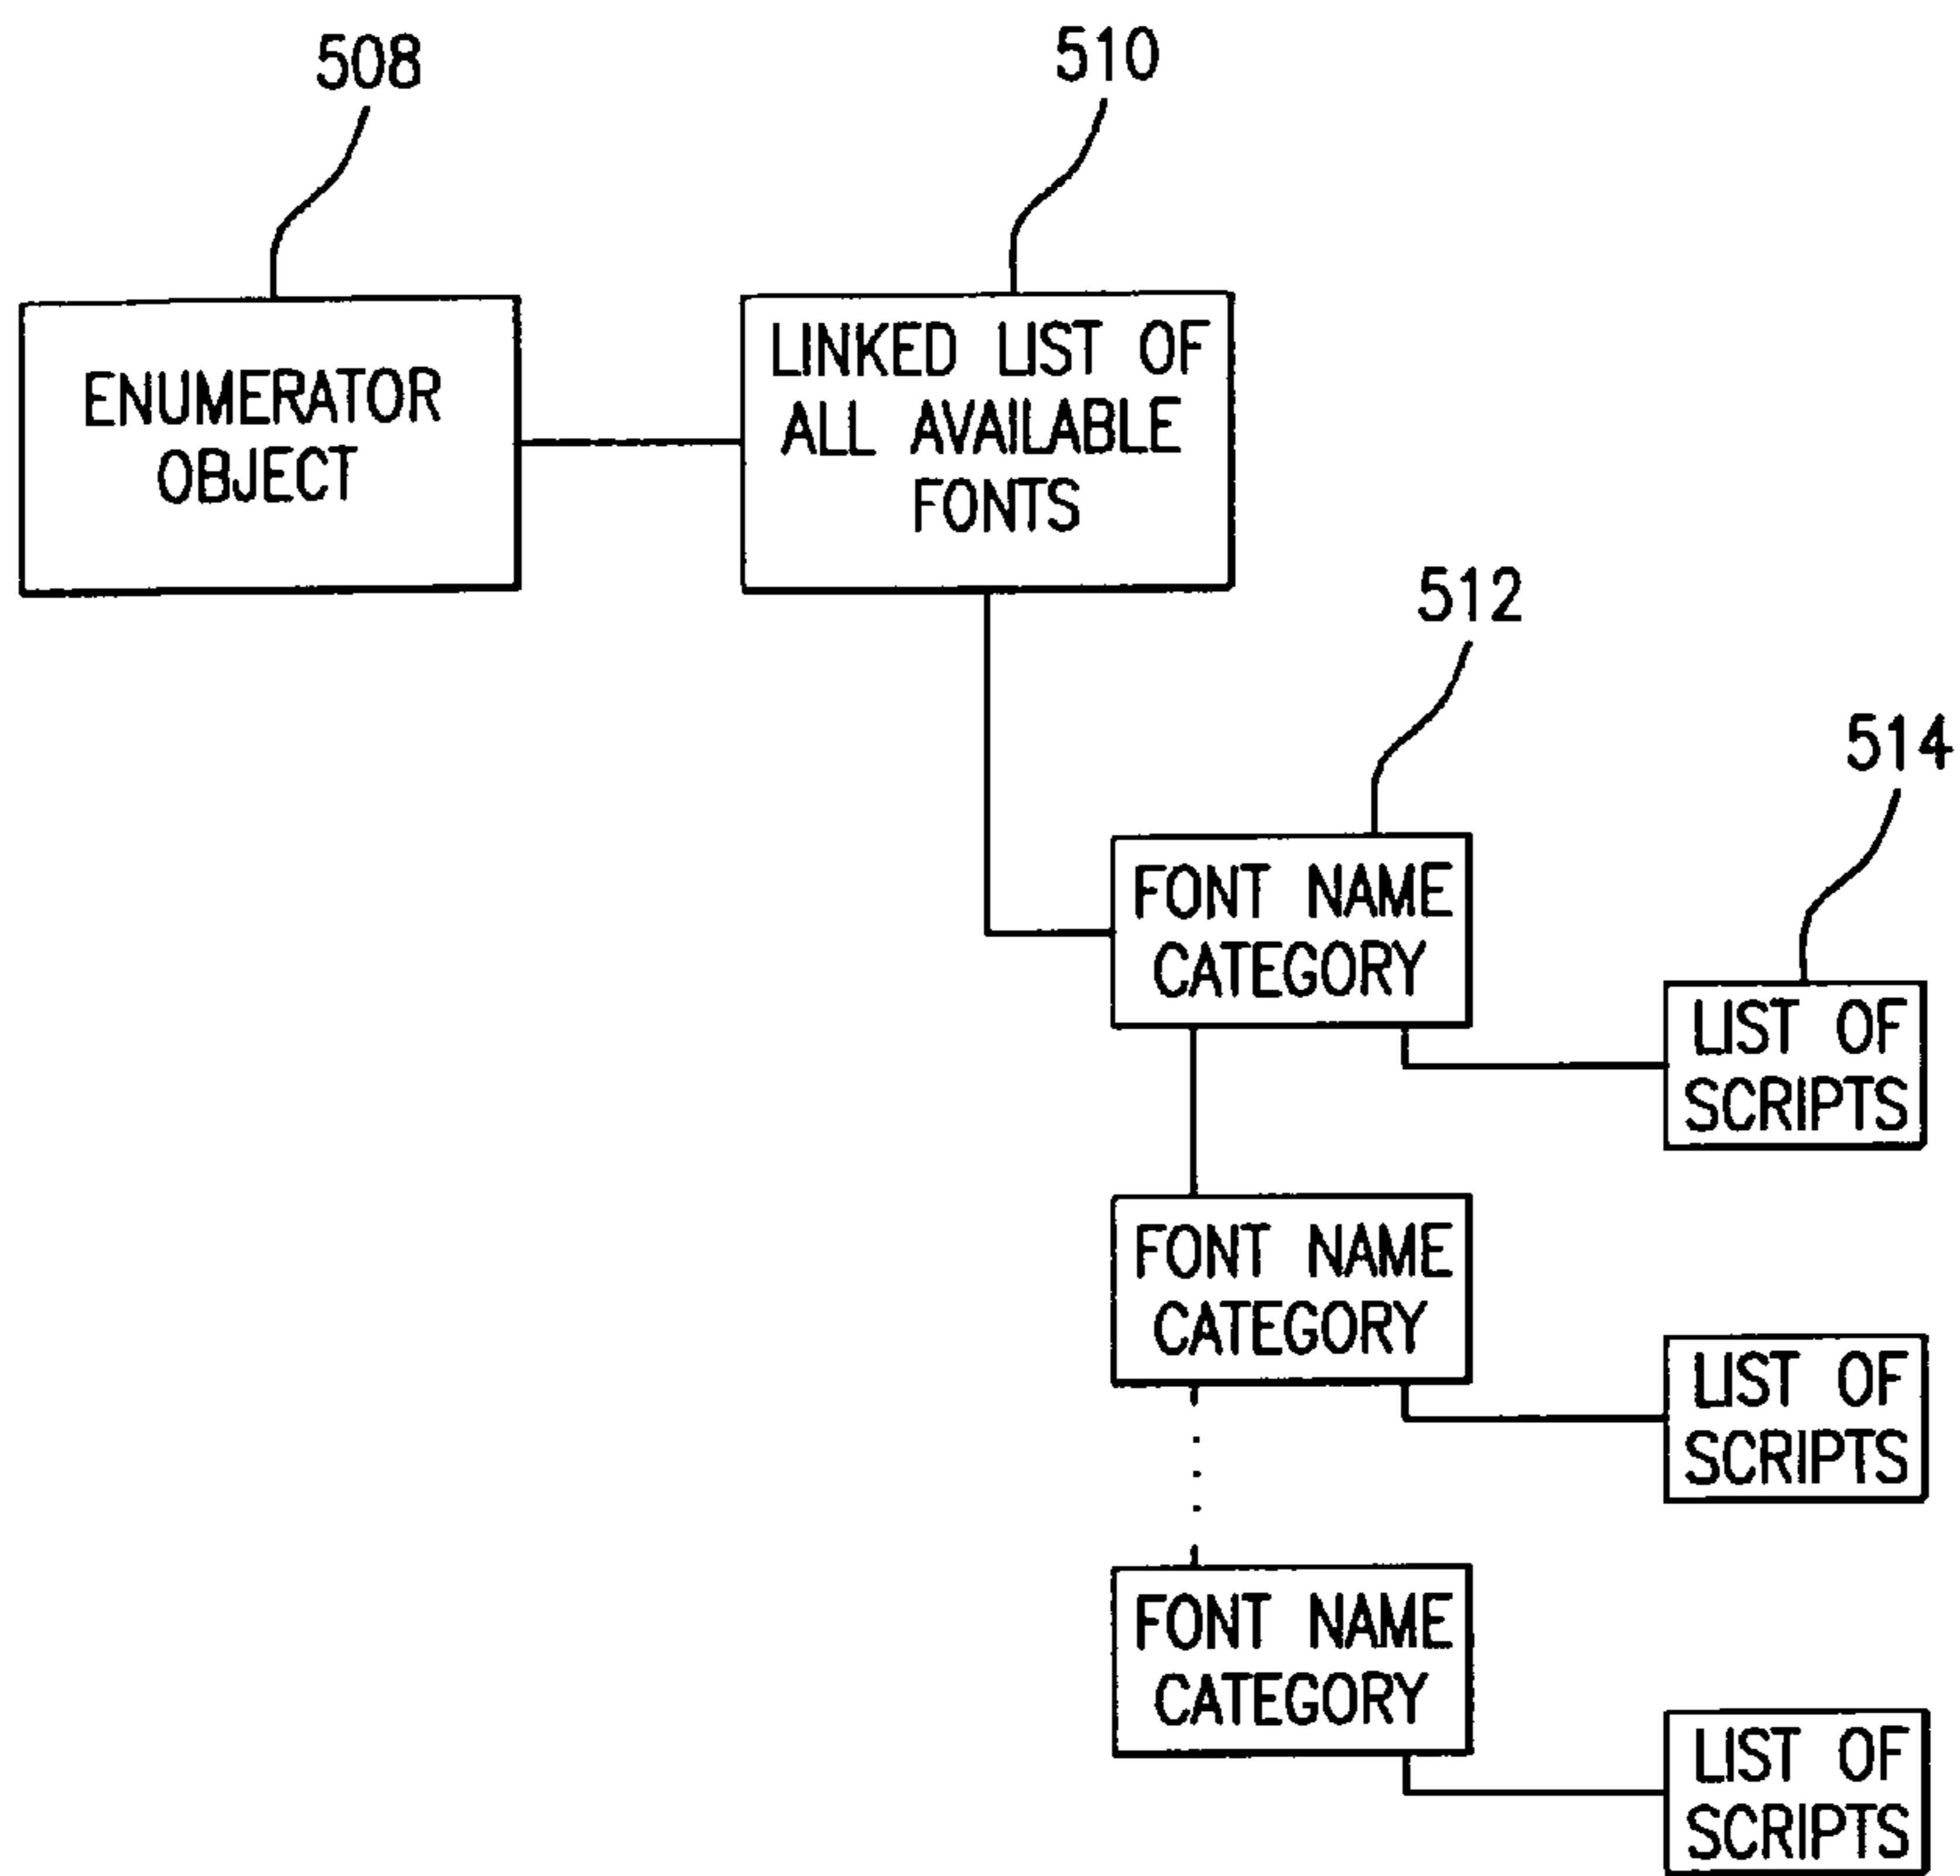 508
510
ENUMERATOR
OBJECT
LINKED LIST OF
ALL AVAILABLE
FONTS
512
514
FONT NAME
CATEGORY
LIST OF
SCRIPTS
FONT NAME
CATEGORY
LIST OF
SCRIPTS
FONT NAME
CATEGORY
LIST OF
SCRIPTS